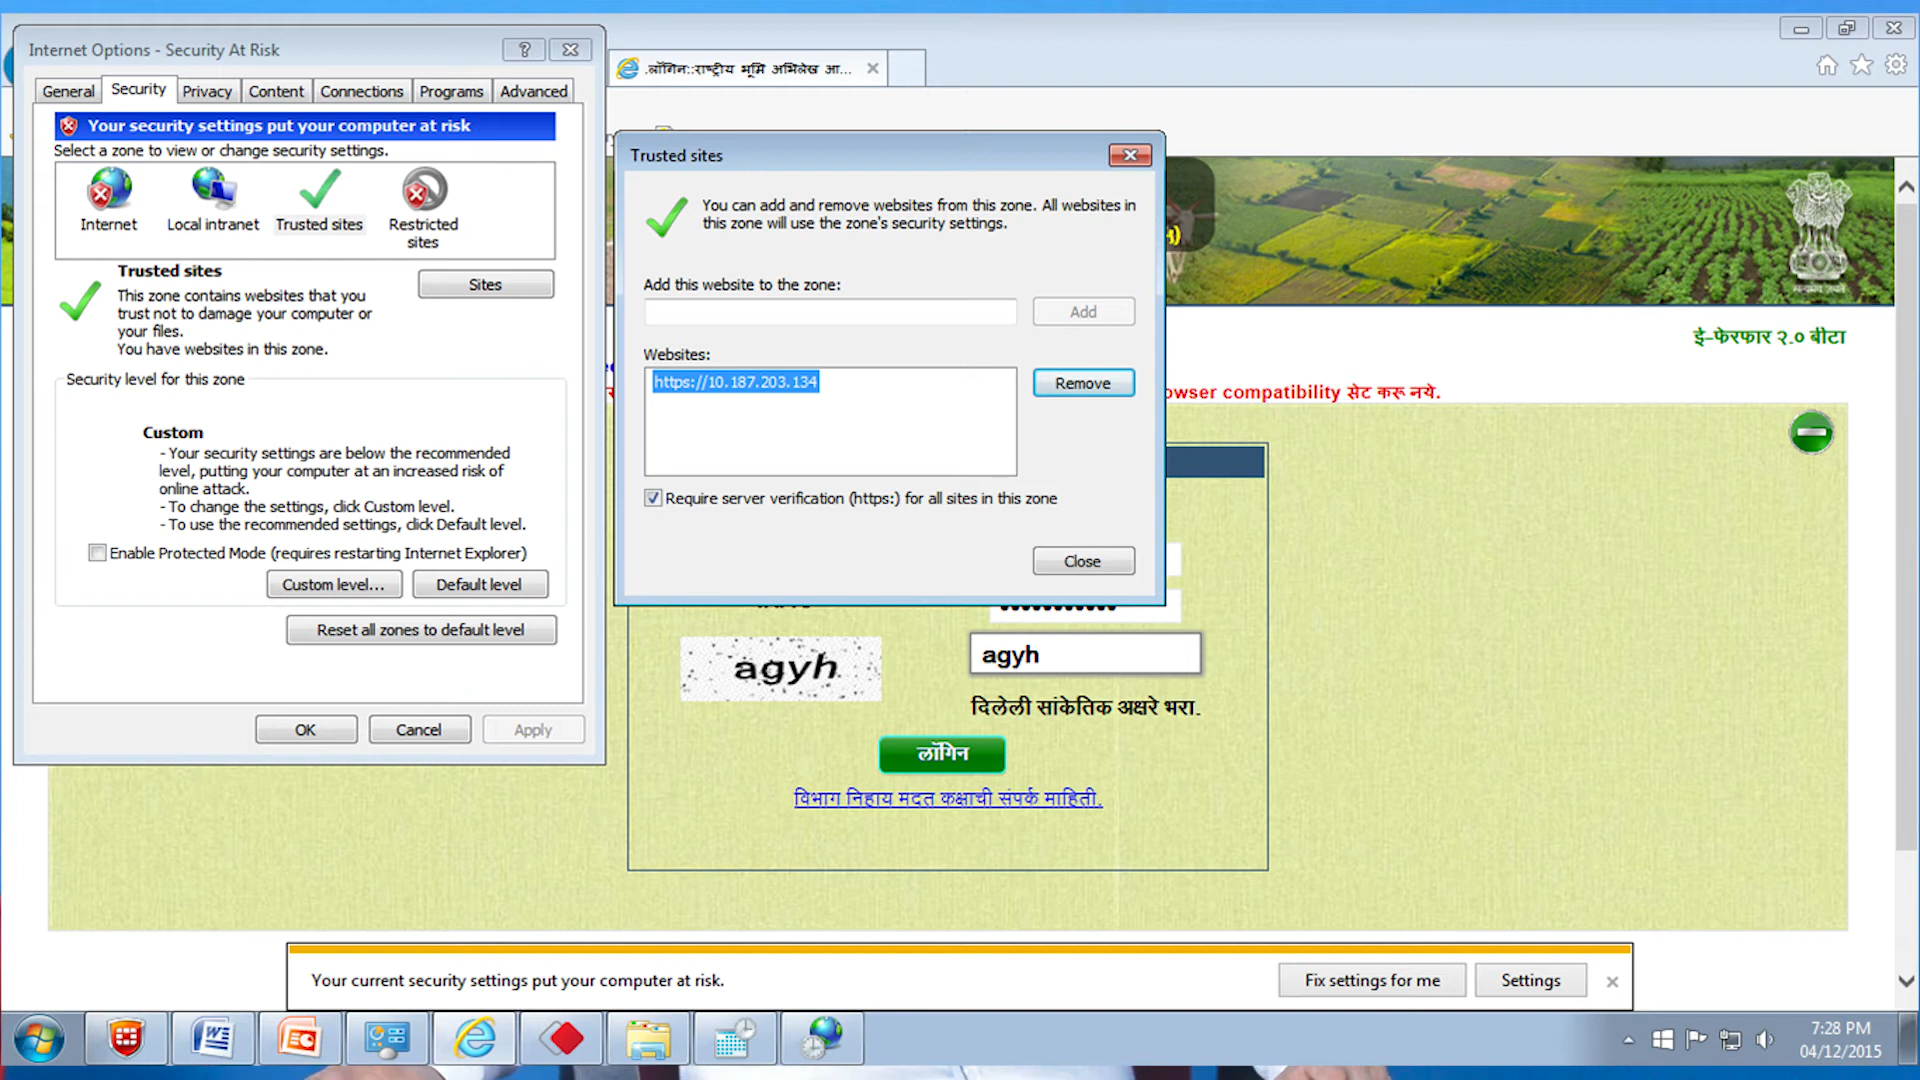 Internet Options - Security At Risk
General Security Privacy Content Connections Programs Advanced
Your security settings put your computer at risk
Select a zone to view or change security settings.
Internet
Local intranet
Trusted sites
Restricted sites
Trusted sites
Sites
This zone contains websites that you
trust not to damage your computer or
your files.
You have websites in this zone.
Security level for this zone
Custom
- Your security settings are below the recommended
level, putting your computer at an increased risk of
online attack.
- To change the settings, click Custom level.
- To use the recommended settings, click Default level.
Enable Protected Mode (requires restarting Internet Explorer)
Custom level... Default level
Reset all zones to default level
OK Cancel Apply
.लॉगिन::राष्ट्रीय भूमि अभिलेख आ...
Trusted sites
You can add and remove websites from this zone. All websites in
this zone will use the zone's security settings.
Add this website to the zone:
Add
Websites:
https://10.187.203.134
Remove
Require server verification (https:) for all sites in this zone
Close
सत्यमेव जयते
ई-फेरफार २.० बीटा
owser compatibility सेट करू नये.
agyh
agyh
दिलेली सांकेतिक अक्षरे भरा.
लॉगिन
विभाग निहाय मदत कक्षाची संपर्क माहिती.
Your current security settings put your computer at risk.
Fix settings for me Settings
7:28 PM
04/12/2015